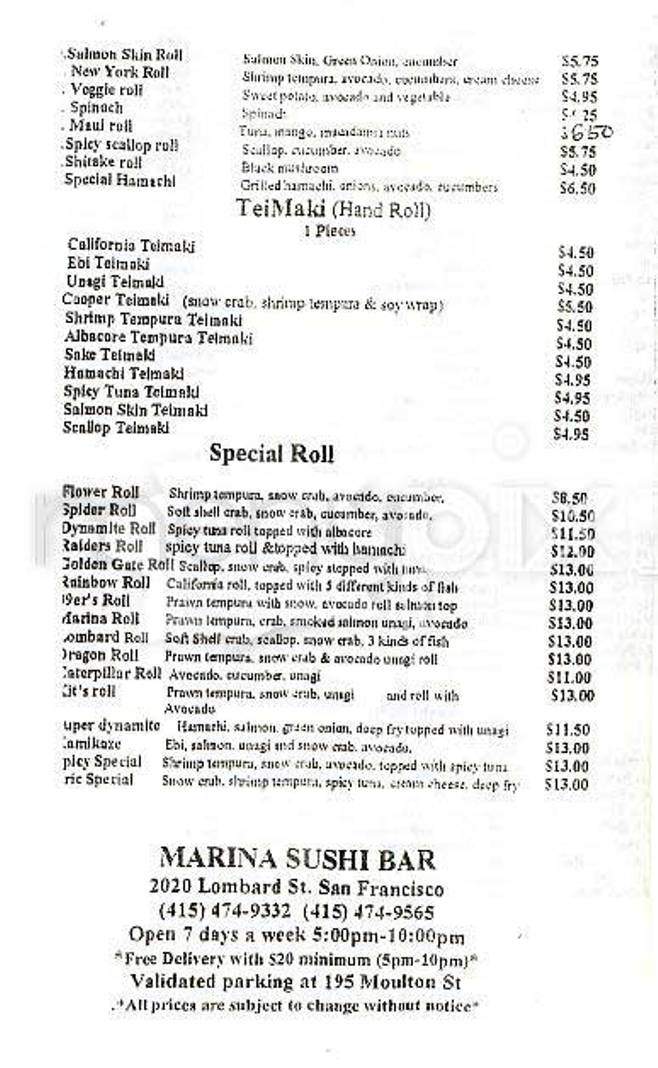 .Salmon Skin Roll Salmon Skin, Green Onion, cucumber $5.75
. New York Roll Shrimp tempura, avocado, cucumbers, cream cheese $5.75
. Veggie roll Sweet potato, avocado and vegetable $4.95
. Spinach Spinach
. Maui roll Tuna, mango, macadamia nuts 650
.Spicy scallop roll Scallop, cucumber, avocado $5.75
.Shitake roll Black mushroom $4.50
Special Hamachi Grilled hamachi, onions, avocado, cucumbers $6.50
TeiMaki (Hand Roll)
1 Pieces
California Teimaki $4.50
Ebi Teimaki $4.50
Unagi Teimaki $4.50
Cooper Teimaki (snow crab, shrimp tempura & soy wrap) $5.50
Shrimp Tempura Teimaki $4.50
Albacore Tempura Teimaki $4.50
Sake Teimaki $4.50
Hamachi Teimaki $4.95
Spicy Tuna Teimaki $4.95
Salmon Skin Teimaki $4.50
Scallop Teimaki $4.95
Special Roll
Flower Roll Shrimp tempura, snow crab, avocado, cucumber, $8.50
Spider Roll Soft shell crab, snow crab, cucumber, avocado, $10.50
Dynamite Roll Spicy tuna roll topped with albacore $11.50
Raiders Roll spicy tuna roll &topped with hamachi $12.00
Golden Gate Roll Scallop, snow crab, spicy stopped with tuna $13.00
Rainbow Roll California roll, topped with 5 different kinds of fish $13.00
9er's Roll Prawn tempura with snow, avocado roll salmon top $13.00
Marina Roll Prawn tempura, crab, smoked salmon unagi, avocado $13.00
Lombard Roll Soft Shell crab, scallop, snow crab, 3 kinds of fish $13.00
Dragon Roll Prawn tempura, snow crab & avocado unagi roll $13.00
Caterpillar Roll Avocado, cucumber, unagi $11.00
Kit's roll Prawn tempura, snow crab, unagi and roll with $13.00
Avocado
uper dynamite Hamachi, salmon, green onion, deep fry topped with unagi $11.50
Kamikaze Ebi, salmon, unagi and snow crab, avocado, $13.00
picy Special Shrimp tempura, snow crab, avocado, topped with spicy tuna $13.00
ric Special Snow crab, shrimp tempura, spicy tuna, cream cheese, deep fry $13.00
MARINA SUSHI BAR
2020 Lombard St. San Francisco
(415) 474-9332 (415) 474-9565
Open 7 days a week 5:00pm-10:00pm
*Free Delivery with $20 minimum (5pm-10pm)*
Validated parking at 195 Moulton St
.*All prices are subject to change without notice*